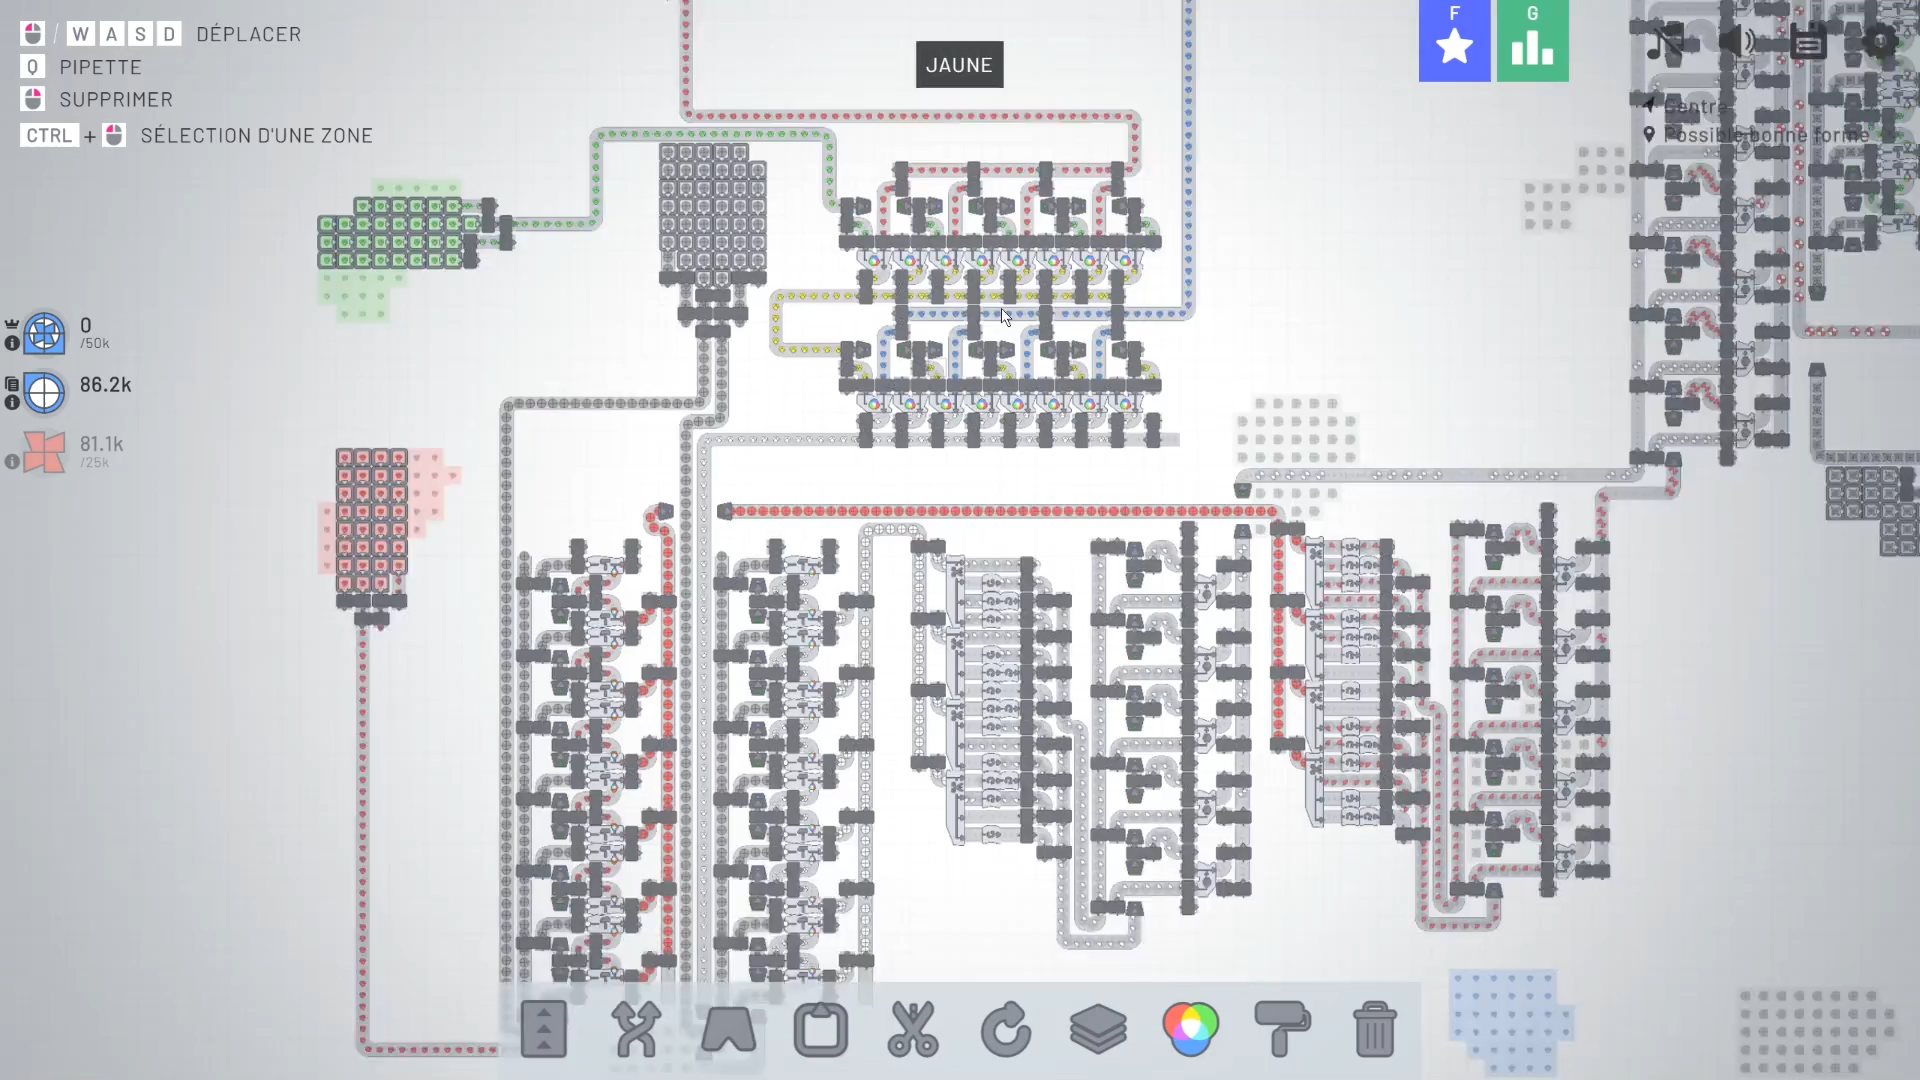 W A S D DÉPLACER
Q PIPETTE
SUPPRIMER
CTRL + SÉLECTION D'UNE ZONE
JAUNE
F
G
Centre
Possible bonne forme
0
/50k
86.2k
81.1k
/25k